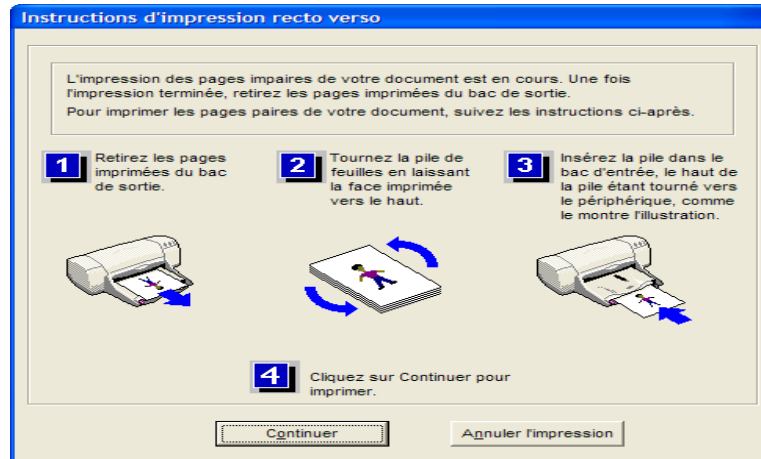 Instructions d'impression recto verso
L'impression des pages impaires de votre document est en cours. Une fois
l'impression terminée, retirez les pages imprimées du bac de sortie.
Pour imprimer les pages paires de votre document, suivez les instructions ci-après.
1
Retirez les pages
imprimées du bac
de sortie.
2
Tournez la pile de
feuilles en laissant
la face imprimée
vers le haut.
3
Insérez la pile dans le
bac d'entrée, le haut de
la pile étant tourné vers
le périphérique, comme
le montre l'illustration.
4
Cliquez sur Continuer pour
imprimer.
Continuer
Annuler l'impression